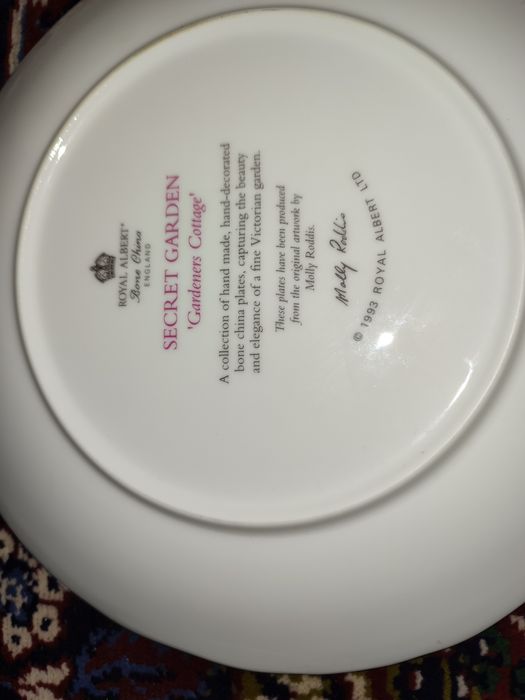 ROYAL ALBERT®
Bone China
ENGLAND
SECRET GARDEN
'Gardeners Cottage'
A collection of hand made, hand-decorated
bone china plates, capturing the beauty
and elegance of a fine Victorian garden.
These plates have been produced
from the original artwork by
Molly Roddis.
Molly Roddis
© 1993 ROYAL ALBERT LTD